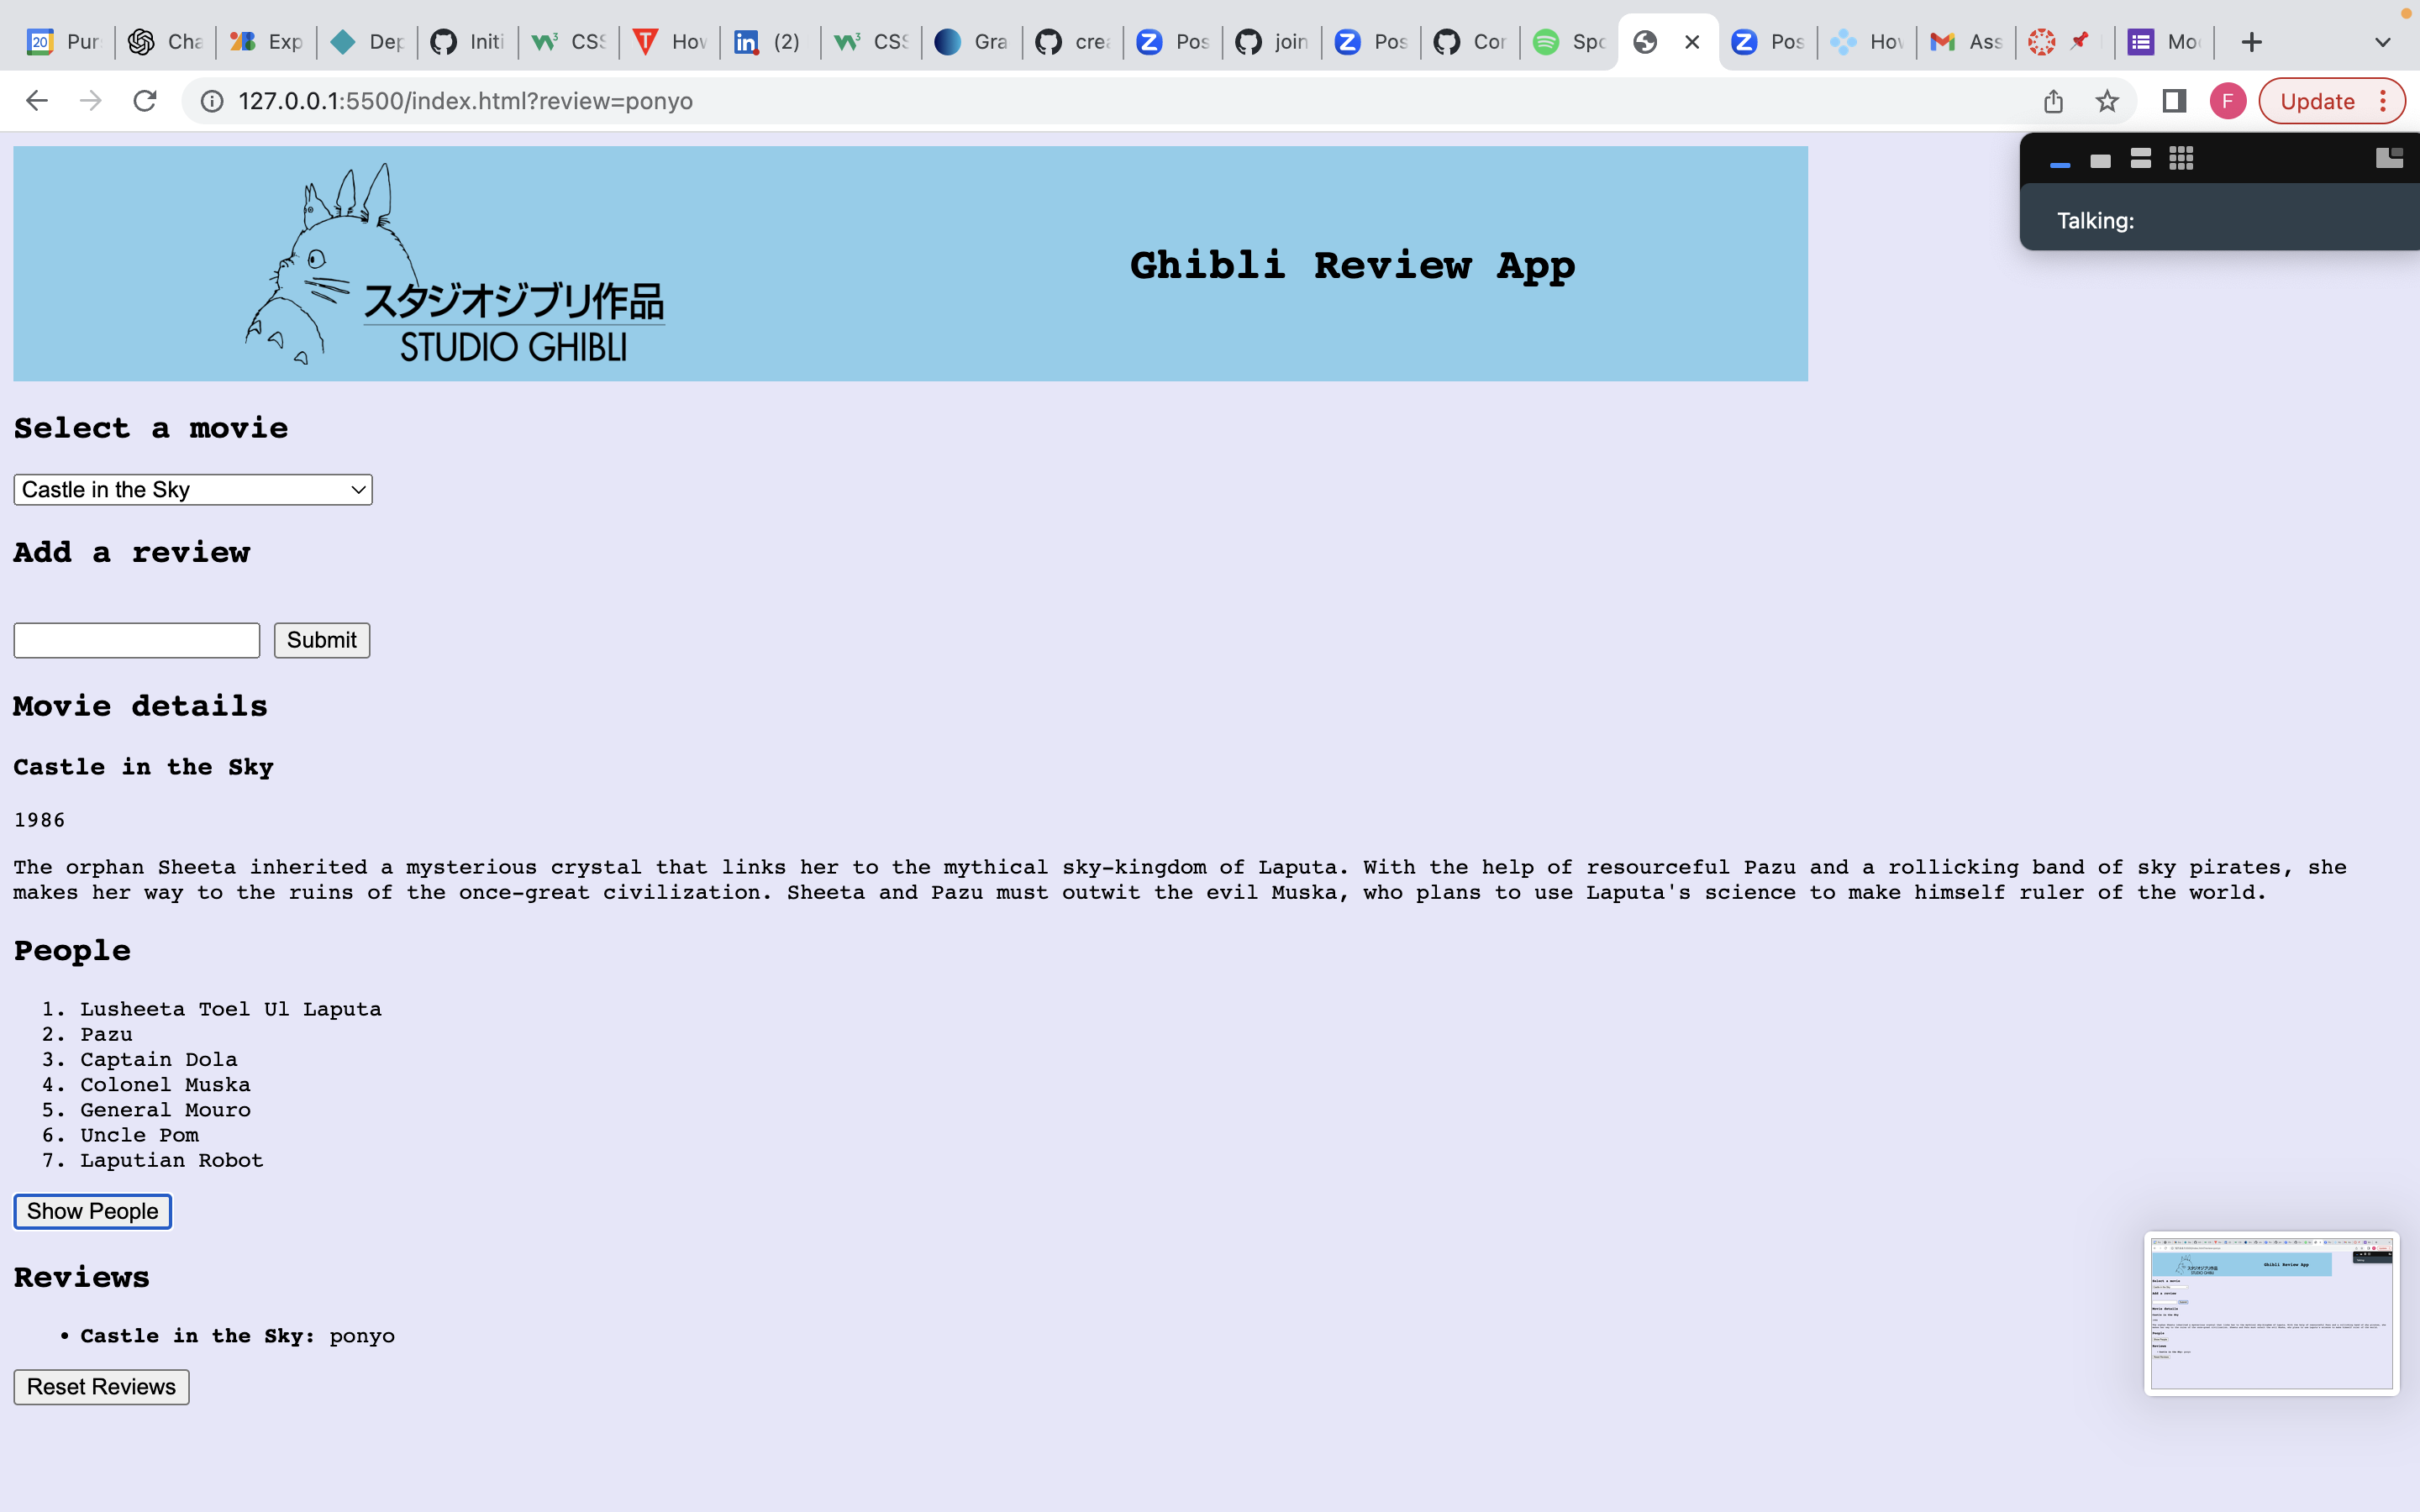 20 Pur
Cha
Exp
Dep
Initi
CSS
How
in (2)
CSS
Gra
crea
Pos
join
Pos
Cor
Spo
Pos
How
Ass
Mo
127.0.0.1:5500/index.html?review=ponyo
F
Update
Talking:
スタジオジブリ作品
STUDIO GHIBLI
Ghibli Review App
Select a movie
Castle in the Sky
Add a review
Submit
Movie details
Castle in the Sky
1986
The orphan Sheeta inherited a mysterious crystal that links her to the mythical sky-kingdom of Laputa. With the help of resourceful Pazu and a rollicking band of sky pirates, she
makes her way to the ruins of the once-great civilization. Sheeta and Pazu must outwit the evil Muska, who plans to use Laputa's science to make himself ruler of the world.
People
1. Lusheeta Toel Ul Laputa
2. Pazu
3. Captain Dola
4. Colonel Muska
5. General Mouro
6. Uncle Pom
7. Laputian Robot
Show People
Reviews
• Castle in the Sky: ponyo
Reset Reviews